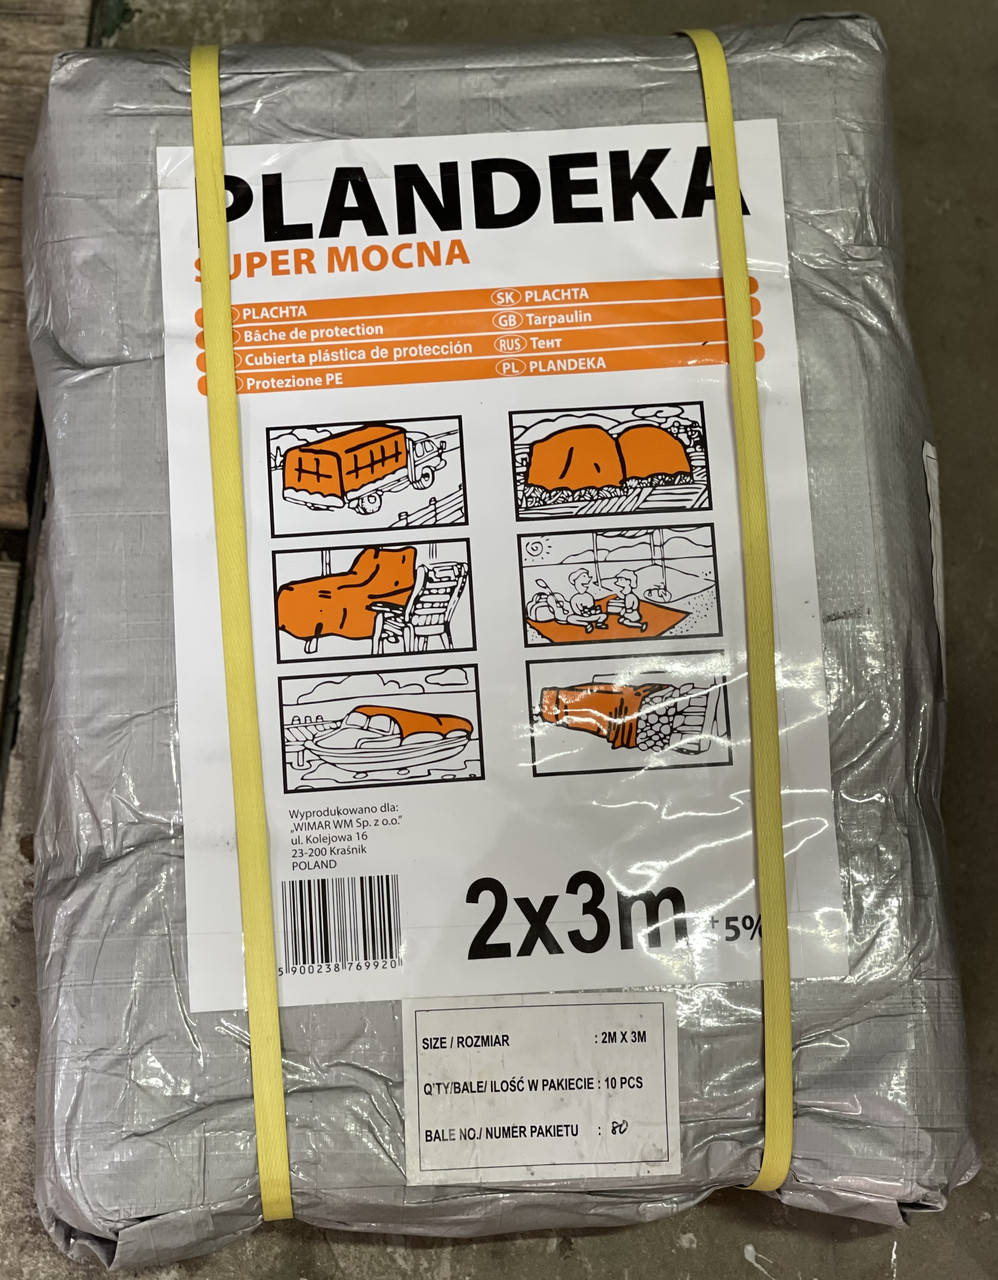 PLANDEKA
SUPER MOCNA
PLACHTA
Bâche de protection
Cubierta plástica de protección
Protezione PE
SK PLACHTA
GB Tarpaulin
RUS Тент
PL PLANDEKA
Wyprodukowano dla:
„WIMAR WM Sp. z o.o.”
ul. Kolejowa 16
23-200 Kraśnik
POLAND
5 900238 769920
2x3m
5%
SIZE / ROZMIAR : 2M X 3M
Q'TY/BALE/ ILOŚĆ W PAKIECIE : 10 PCS
BALE NO./ NUMER PAKIETU : 80